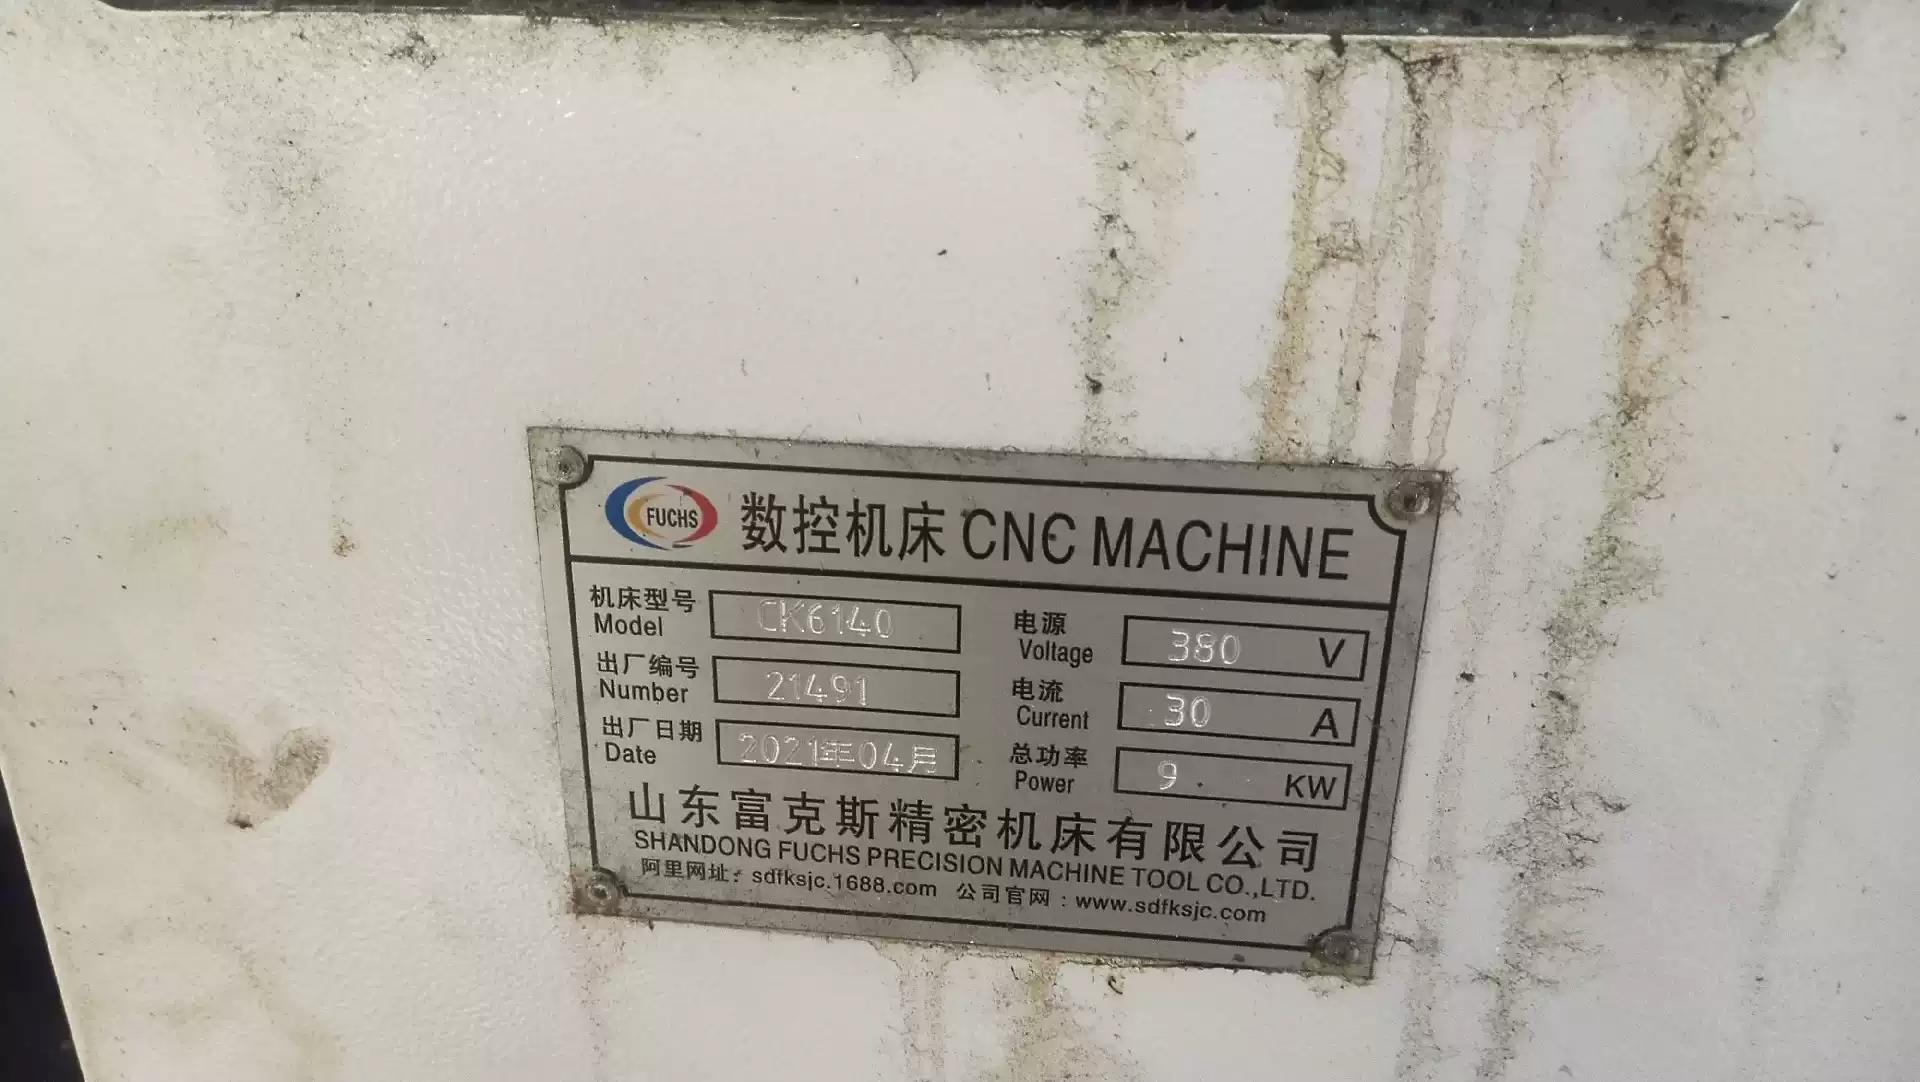 FUCHS 数控机床 CNC MACHINE
机床型号 CK6140 电源 380 V
Model Voltage
出厂编号 21491 电流 30 A
Number Current
出厂日期 2021年04月 总功率 9 KW
Date Power
山东富克斯精密机床有限公司
SHANDONG FUCHS PRECISION MACHINE TOOL CO.,LTD.
阿里网址: sdfksjc.1688.com 公司官网: www.sdfksjc.com